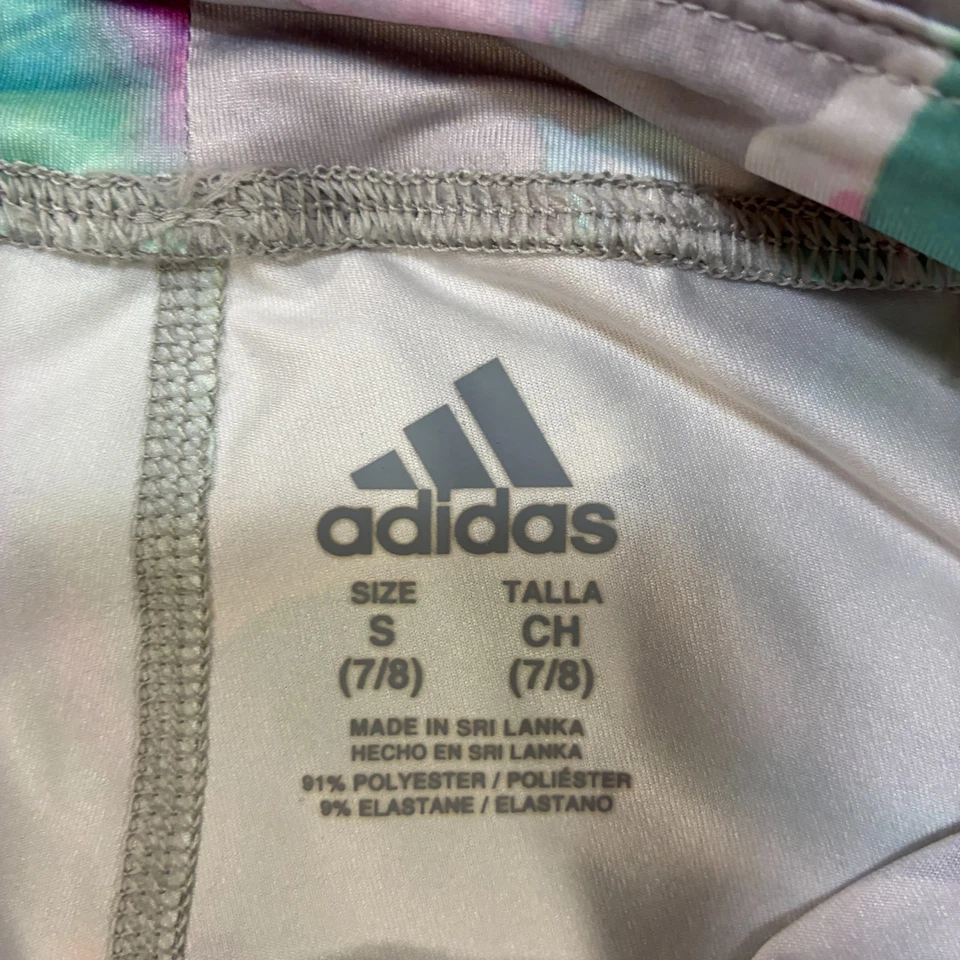 adidas
SIZE TALLA
S CH
(7/8) (7/8)
MADE IN SRI LANKA
HECHO EN SRI LANKA
91% POLYESTER / POLIÉSTER
9% ELASTANE / ELASTANO